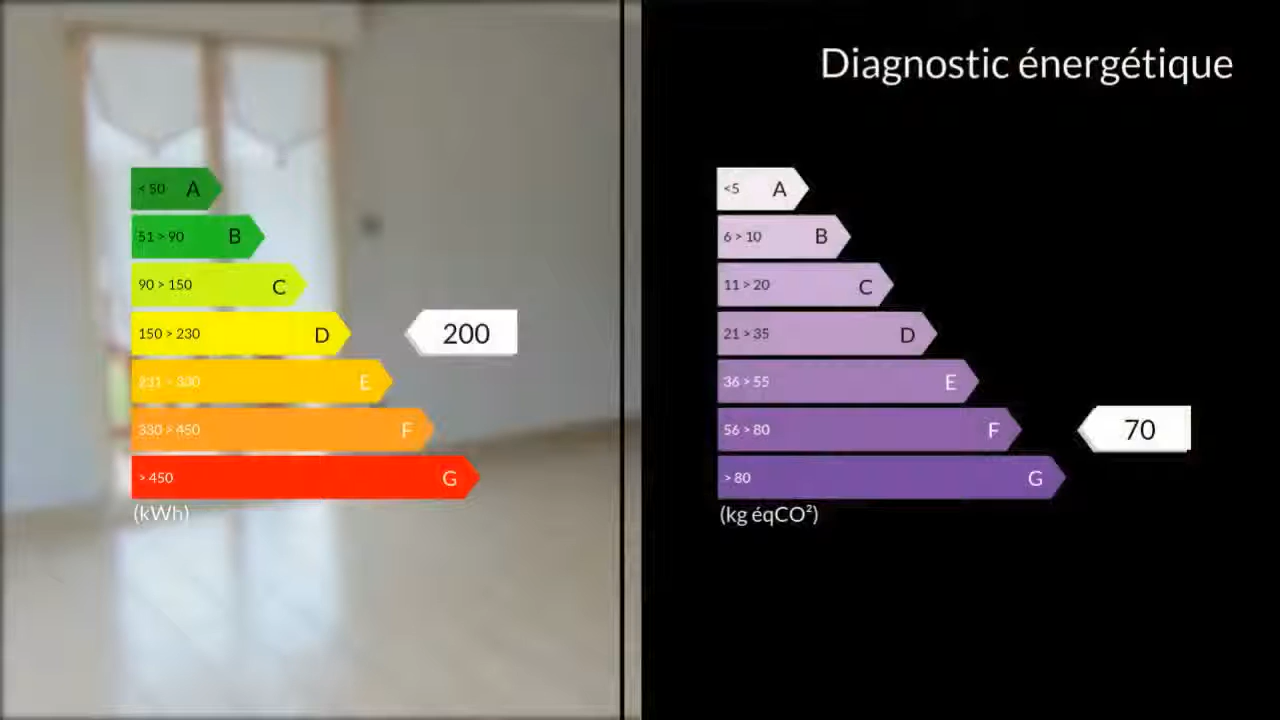 Diagnostic énergétique
< 50 A
51 > 90 B
90 > 150 C
150 > 230 D
200
231 > 330 E
330 > 450 F
> 450 G
(kWh)
<5 A
6 > 10 B
11 > 20 C
21 > 35 D
36 > 55 E
56 > 80 F
70
> 80 G
(kg éqCO²)